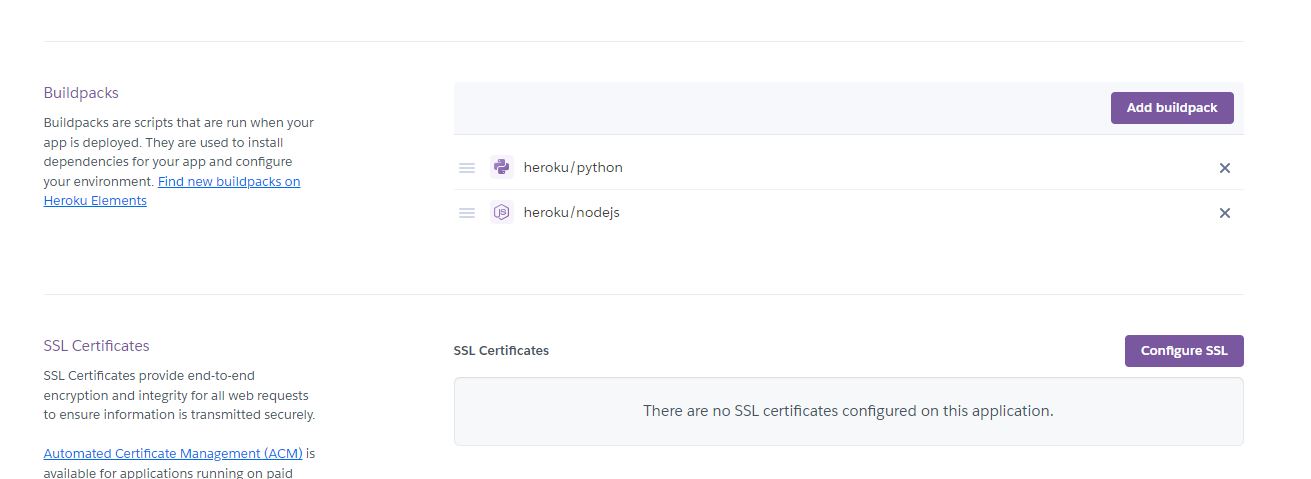 Buildpacks
Buildpacks are scripts that are run when your
app is deployed. They are used to install
dependencies for your app and configure
your environment. Find new buildpacks on
Heroku Elements
Add buildpack
heroku/python
heroku/nodejs
SSL Certificates
SSL Certificates provide end-to-end
encryption and integrity for all web requests
to ensure information is transmitted securely.
Automated Certificate Management (ACM) is
available for applications running on paid
SSL Certificates
Configure SSL
There are no SSL certificates configured on this application.